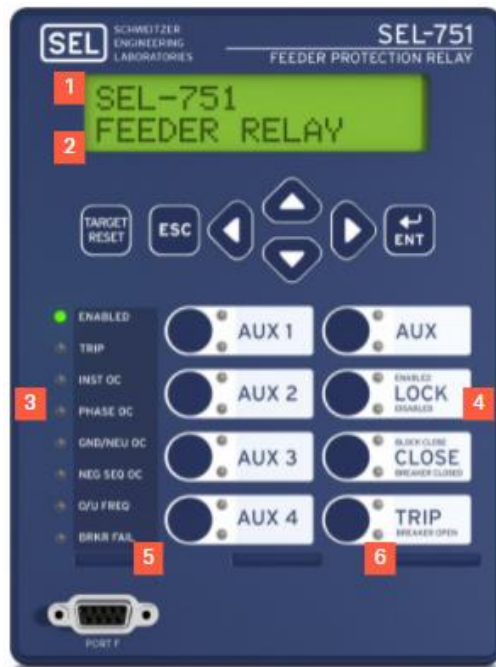 SEL SCHWEITZER
ENGINEERING
LABORATORIES
SEL-751
FEEDER PROTECTION RELAY
1
SEL-751
2
FEEDER RELAY
TARGET
RESET
ESC
ENT
ENABLED
AUX 1
AUX
TRIP
INST OC
3
PHASE OC
AUX 2
ENABLED
LOCK
DISABLED
4
GND/NEU OC
NEG SEQ OC
AUX 3
BLOCK CLOSE
CLOSE
BREAKER CLOSED
O/U FREQ
BRKR FAIL
AUX 4
TRIP
BREAKER OPEN
5
6
PORT F